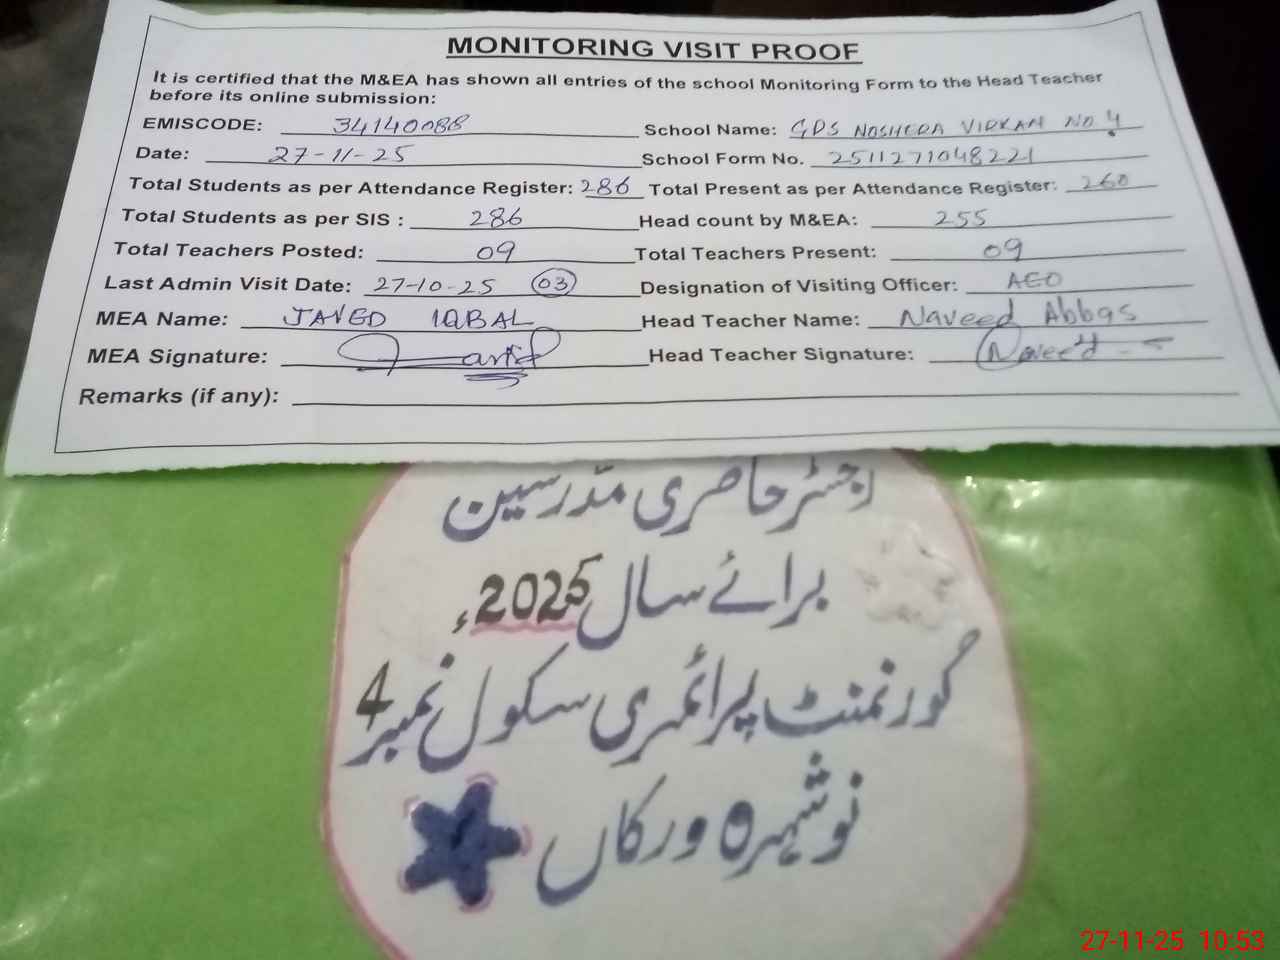 MONITORING VISIT PROOF
It is certified that the M&EA has shown all entries of the school Monitoring Form to the Head Teacher
before its online submission:
EMISCODE: 34140088 School Name: GPS NOSHERA VIRKAN NO.4
Date: 27-11-25 School Form No. 2511271048221
Total Students as per Attendance Register: 286 Total Present as per Attendance Register: 260
Total Students as per SIS : 286 Head count by M&EA: 255
Total Teachers Posted: 09 Total Teachers Present: 09
Last Admin Visit Date: 27-10-25 03 Designation of Visiting Officer: AEO
MEA Name: JAVED IQBAL Head Teacher Name: Naveed Abbas
MEA Signature: Head Teacher Signature: Naveed
Remarks (if any):
رجسٹر حاضری مدرسین
برائے سال 2025ء
گورنمنٹ پرائمری سکول نمبر 4
نوشہرہ ورکاں
27-11-25 10:53